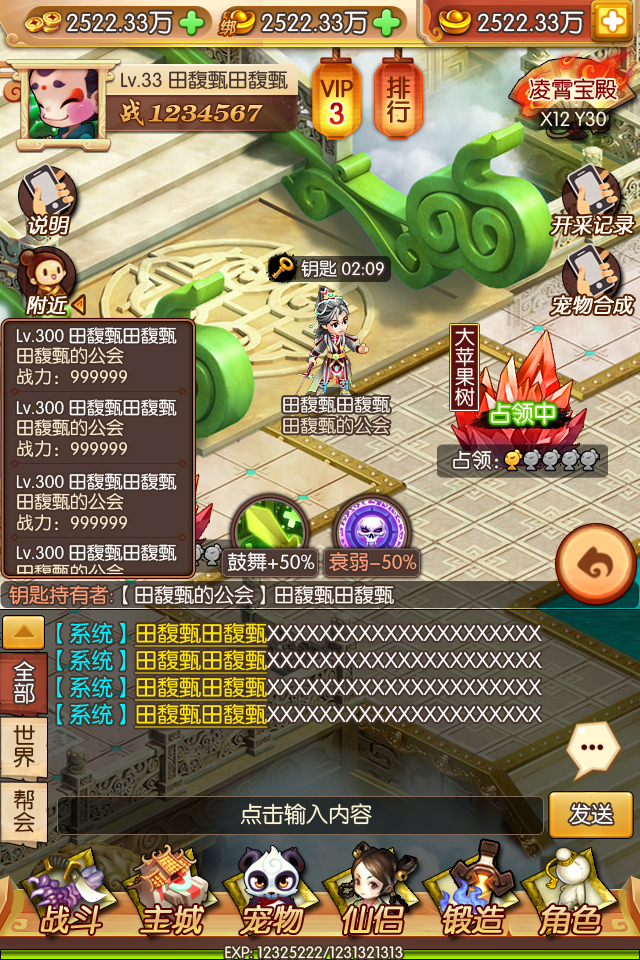 2522.33万
绑
2522.33万
2522.33万
Lv.33 田馥甄田馥甄
战 1234567
VIP
3
排行
凌霄宝殿
X12 Y30
说明
开采记录
附近
宠物合成
钥匙 02:09
Lv.300 田馥甄田馥甄
田馥甄的公会
战力：999999
Lv.300 田馥甄田馥甄
田馥甄的公会
战力：999999
Lv.300 田馥甄田馥甄
田馥甄的公会
战力：999999
Lv.300 田馥甄田馥甄
田馥甄的公会
田馥甄田馥甄
田馥甄的公会
大苹果树
占领中
占领：
鼓舞+50%
衰弱-50%
钥匙持有者:【田馥甄的公会】田馥甄田馥甄
【系统】田馥甄田馥甄XXXXXXXXXXXXXXXXXXXXX
【系统】田馥甄田馥甄XXXXXXXXXXXXXXXXXXXXX
【系统】田馥甄田馥甄XXXXXXXXXXXXXXXXXXXXX
【系统】田馥甄田馥甄XXXXXXXXXXXXXXXXXXXXX
全部
世界
帮会
点击输入内容
发送
战斗
主城
宠物
仙侣
锻造
角色
EXP: 12325222/1231321313